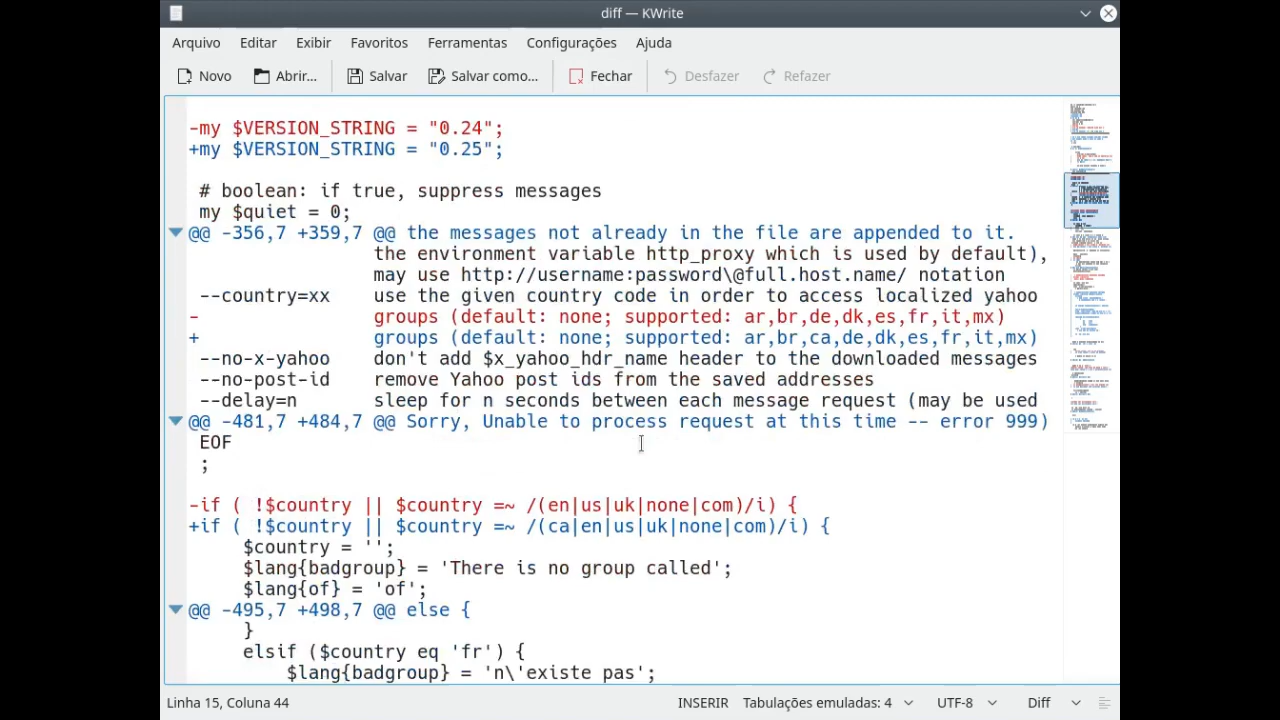 diff — KWrite
Arquivo Editar Exibir Favoritos Ferramentas Configurações Ajuda
Novo Abrir... Salvar Salvar como... Fechar Desfazer Refazer
-my $VERSION_STRING = "0.24";
+my $VERSION_STRING = "0.25";
# boolean: if true, suppress messages
my $quiet = 0;
@@ -356,7 +359,7 @@ the messages not already in the file are appended to it.
the environment variable http_proxy which is used by default),
may use http://username:password\@full.host.name/ notation
--country=xx use the given country code in order to access localized yahoo
- groups (default: none; supported: ar,br,de,dk,es,fr,it,mx)
+ groups (default: none; supported: ar,br,ca,de,dk,es,fr,it,mx)
--no-x-yahoo don't add $x_yahoo_hdr_name header to the downloaded messages
--no-post-id remove Yahoo post ids from the saved addresses
--delay=n sleep for n seconds between each message request (may be used
@@ -481,7 +484,7 @@ Sorry, Unable to process request at this time -- error 999)
EOF
;
-if ( !$country || $country =~ /(en|us|uk|none|com)/i) {
+if ( !$country || $country =~ /(ca|en|us|uk|none|com)/i) {
$country = '';
$lang{badgroup} = 'There is no group called';
$lang{of} = 'of';
@@ -495,7 +498,7 @@ else {
}
elsif ($country eq 'fr') {
$lang{badgroup} = 'n\'existe pas';
Linha 15, Coluna 44 INSERIR Tabulações emuladas: 4 UTF-8 Diff